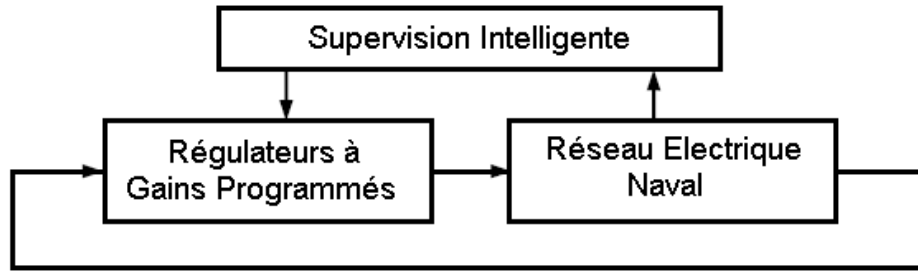 Supervision Intelligente
Régulateurs à
Gains Programmés
Réseau Electrique
Naval